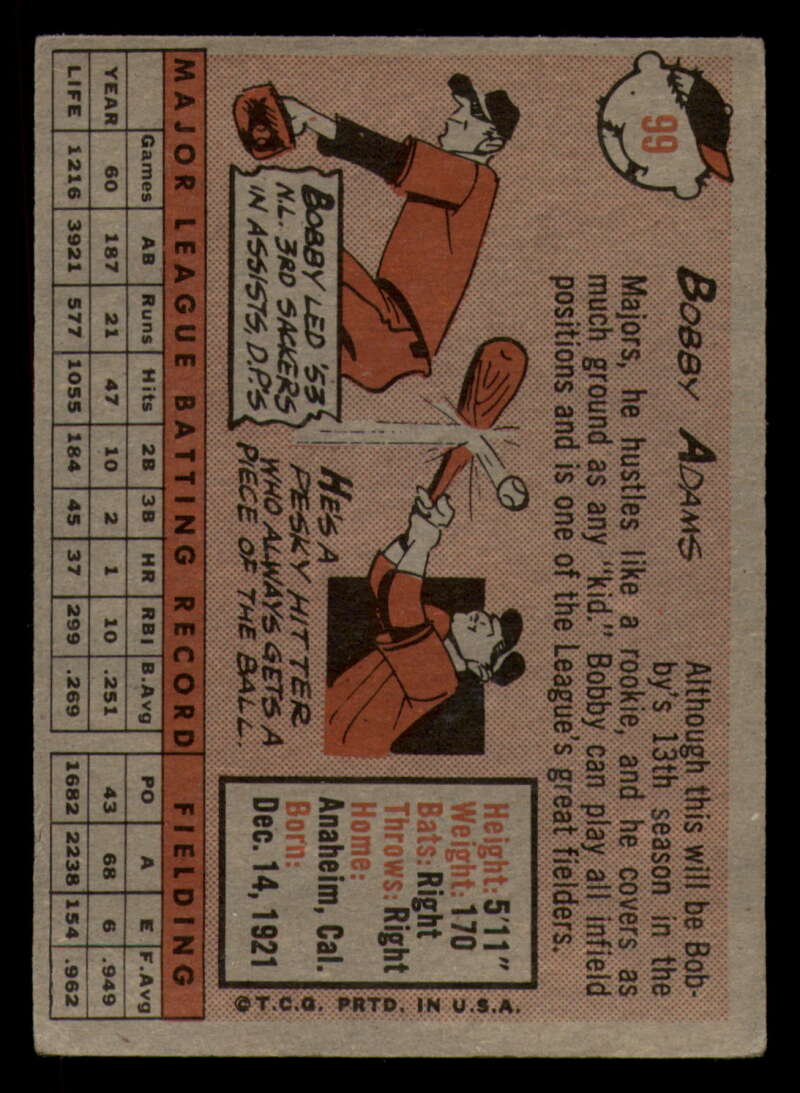 99
BOBBY ADAMS
Although this will be Bob-
by's 13th season in the
Majors, he hustles like a rookie, and he covers as
much ground as any "kid." Bobby can play all infield
positions and is one of the League's great fielders.
BOBBY LED '53
N.L. 3RD SACKERS
IN ASSISTS, D.P.'S
HE'S A
PESKY HITTER
WHO ALWAYS GETS A
PIECE OF THE BALL.
Height: 5'11"
Weight: 170
Bats: Right
Throws: Right
Home:
Anaheim, Cal.
Born:
Dec. 14, 1921
©T.C.G. PRTD. IN U.S.A.
MAJOR LEAGUE BATTING RECORD FIELDING
Games AB Runs Hits 2B 3B HR RBI B.Avg PO A E F.Avg
YEAR 60 187 21 47 10 2 1 10 .251 43 68 6 .949
LIFE 1216 3921 577 1055 184 45 37 299 .269 1682 2238 154 .962